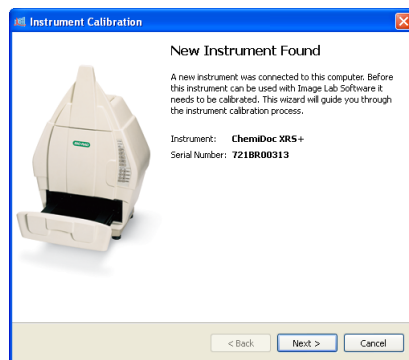 Instrument Calibration
New Instrument Found
A new instrument was connected to this computer. Before
this instrument can be used with Image Lab Software it
needs to be calibrated. This wizard will guide you through
the instrument calibration process.
Instrument: ChemiDoc XRS+
Serial Number: 721BR00313
BIO-RAD
< Back Next > Cancel